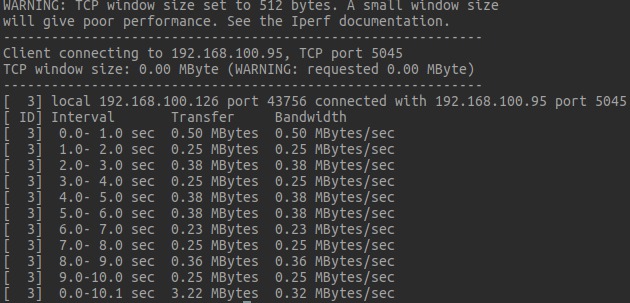 WARNING: TCP window size set to 512 bytes. A small window size
will give poor performance. See the Iperf documentation.
------------------------------------------------------------
Client connecting to 192.168.100.95, TCP port 5045
TCP window size: 0.00 MByte (WARNING: requested 0.00 MByte)
------------------------------------------------------------
[  3] local 192.168.100.126 port 43756 connected with 192.168.100.95 port 5045
[ ID] Interval       Transfer     Bandwidth
[  3]  0.0- 1.0 sec  0.50 MBytes  0.50 MBytes/sec
[  3]  1.0- 2.0 sec  0.25 MBytes  0.25 MBytes/sec
[  3]  2.0- 3.0 sec  0.38 MBytes  0.38 MBytes/sec
[  3]  3.0- 4.0 sec  0.25 MBytes  0.25 MBytes/sec
[  3]  4.0- 5.0 sec  0.38 MBytes  0.38 MBytes/sec
[  3]  5.0- 6.0 sec  0.38 MBytes  0.38 MBytes/sec
[  3]  6.0- 7.0 sec  0.23 MBytes  0.23 MBytes/sec
[  3]  7.0- 8.0 sec  0.25 MBytes  0.25 MBytes/sec
[  3]  8.0- 9.0 sec  0.36 MBytes  0.36 MBytes/sec
[  3]  9.0-10.0 sec  0.25 MBytes  0.25 MBytes/sec
[  3]  0.0-10.1 sec  3.22 MBytes  0.32 MBytes/sec